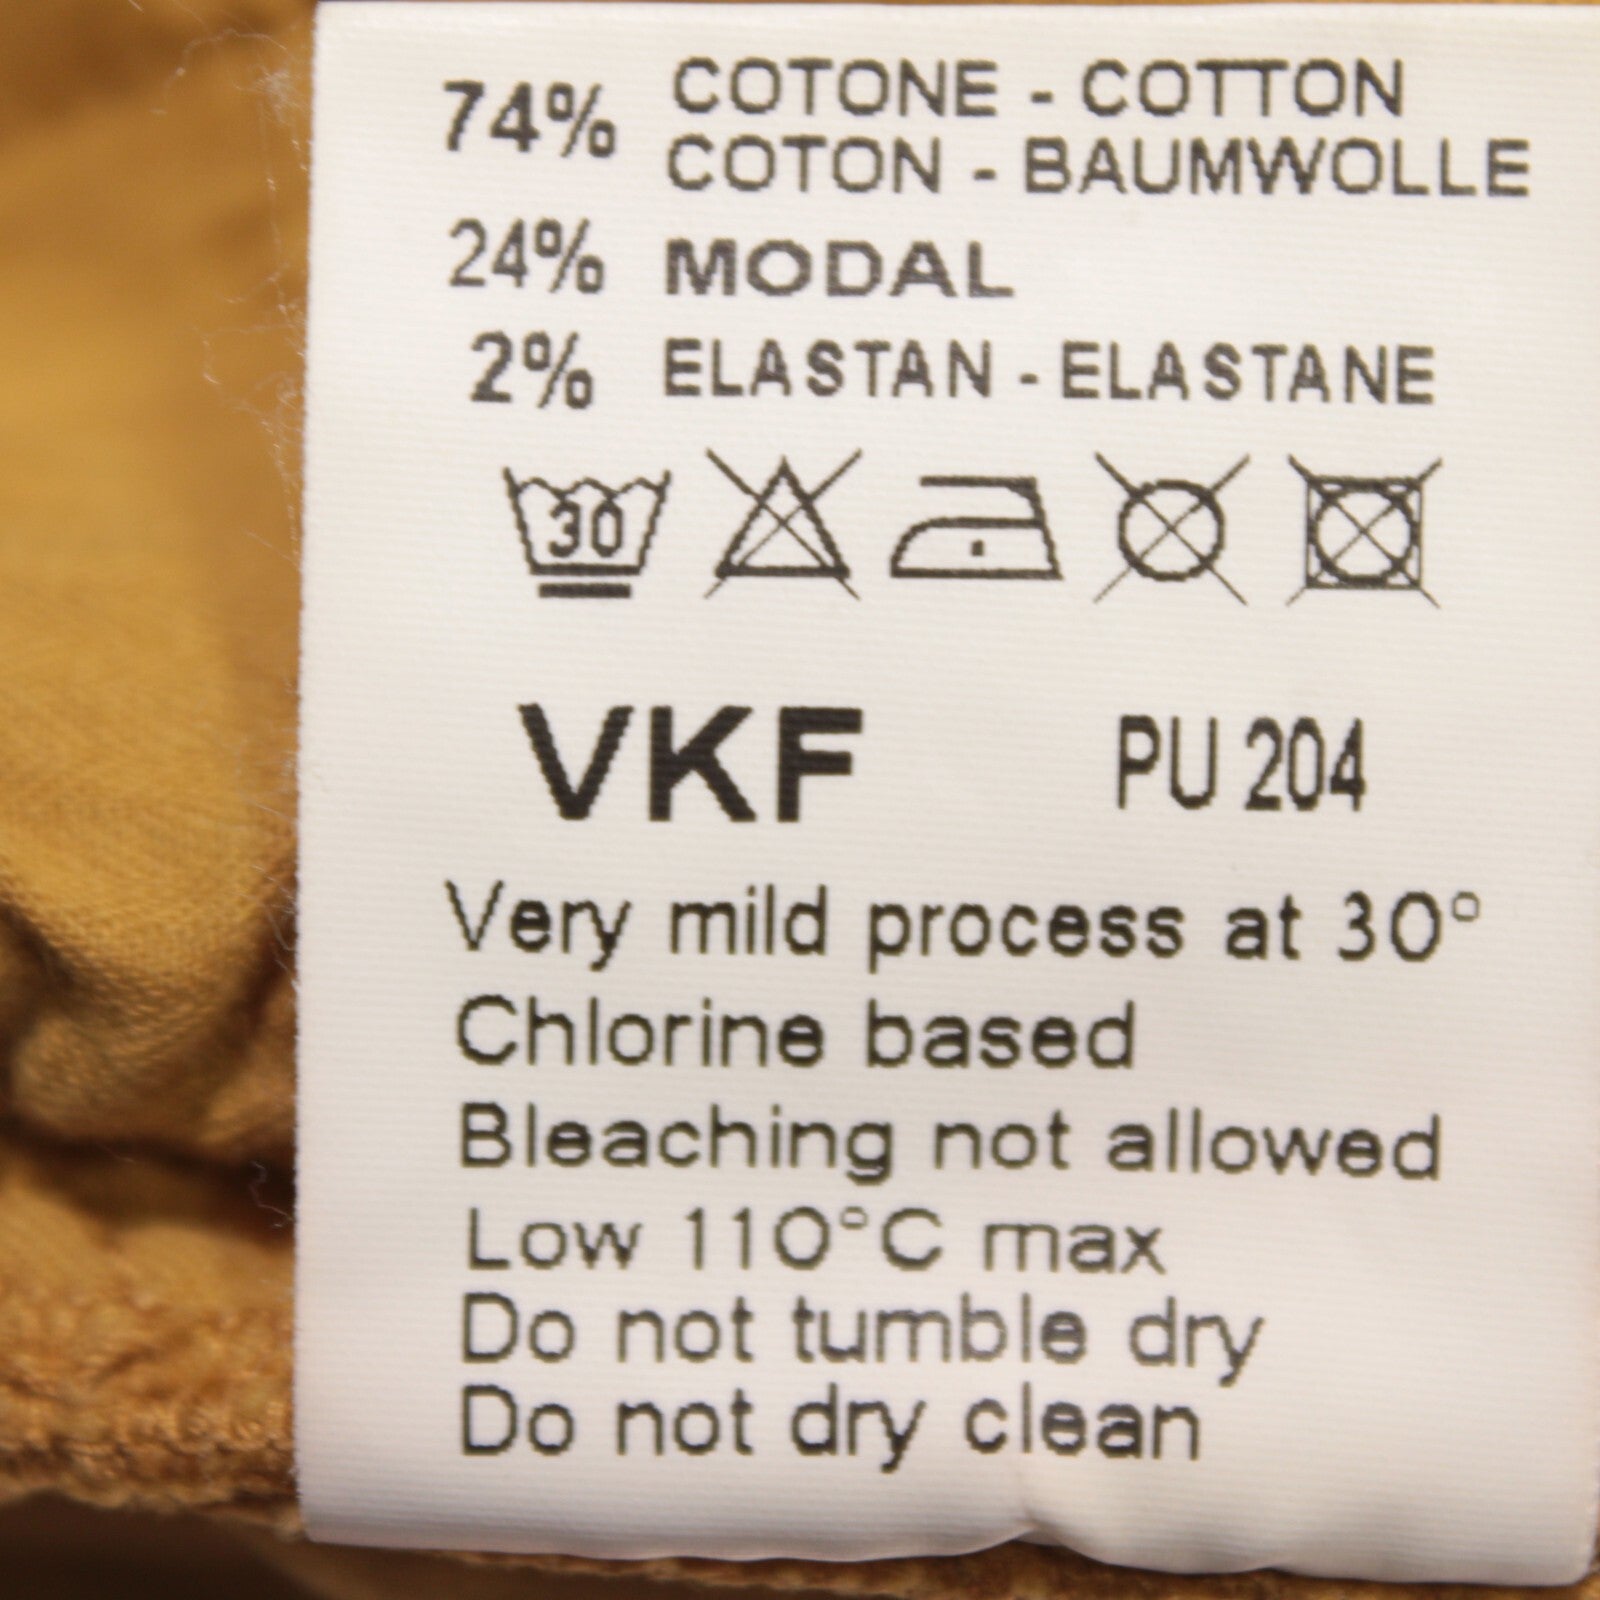 74% COTONE - COTTON
COTON - BAUMWOLLE
24% MODAL
2% ELASTAN - ELASTANE
30
VKF PU 204
Very mild process at 30°
Chlorine based
Bleaching not allowed
Low 110°C max
Do not tumble dry
Do not dry clean